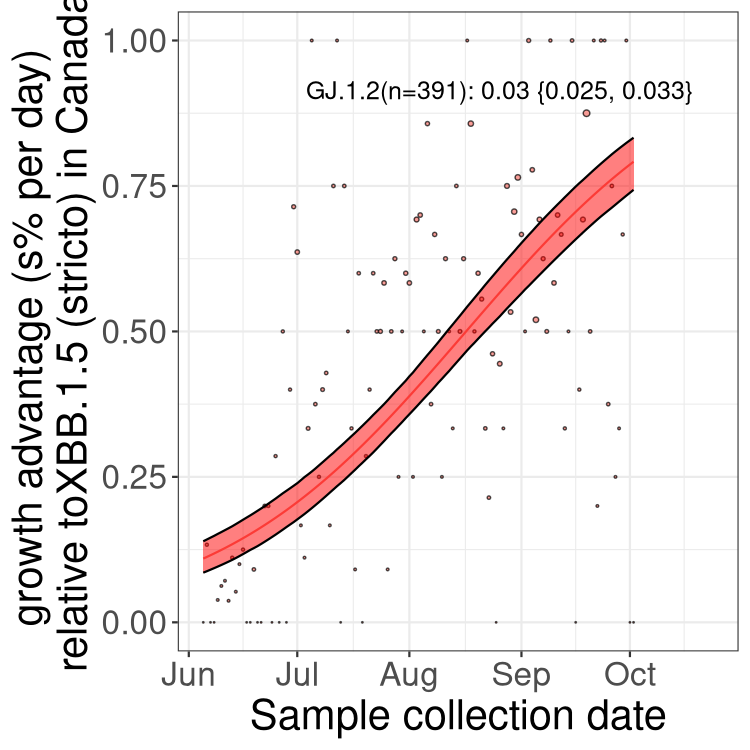 growth advantage (s% per day)
relative toXBB.1.5 (stricto) in Canada
1.00
0.75
0.50
0.25
0.00
GJ.1.2(n=391): 0.03 {0.025, 0.033}
Jun Jul Aug Sep Oct
Sample collection date